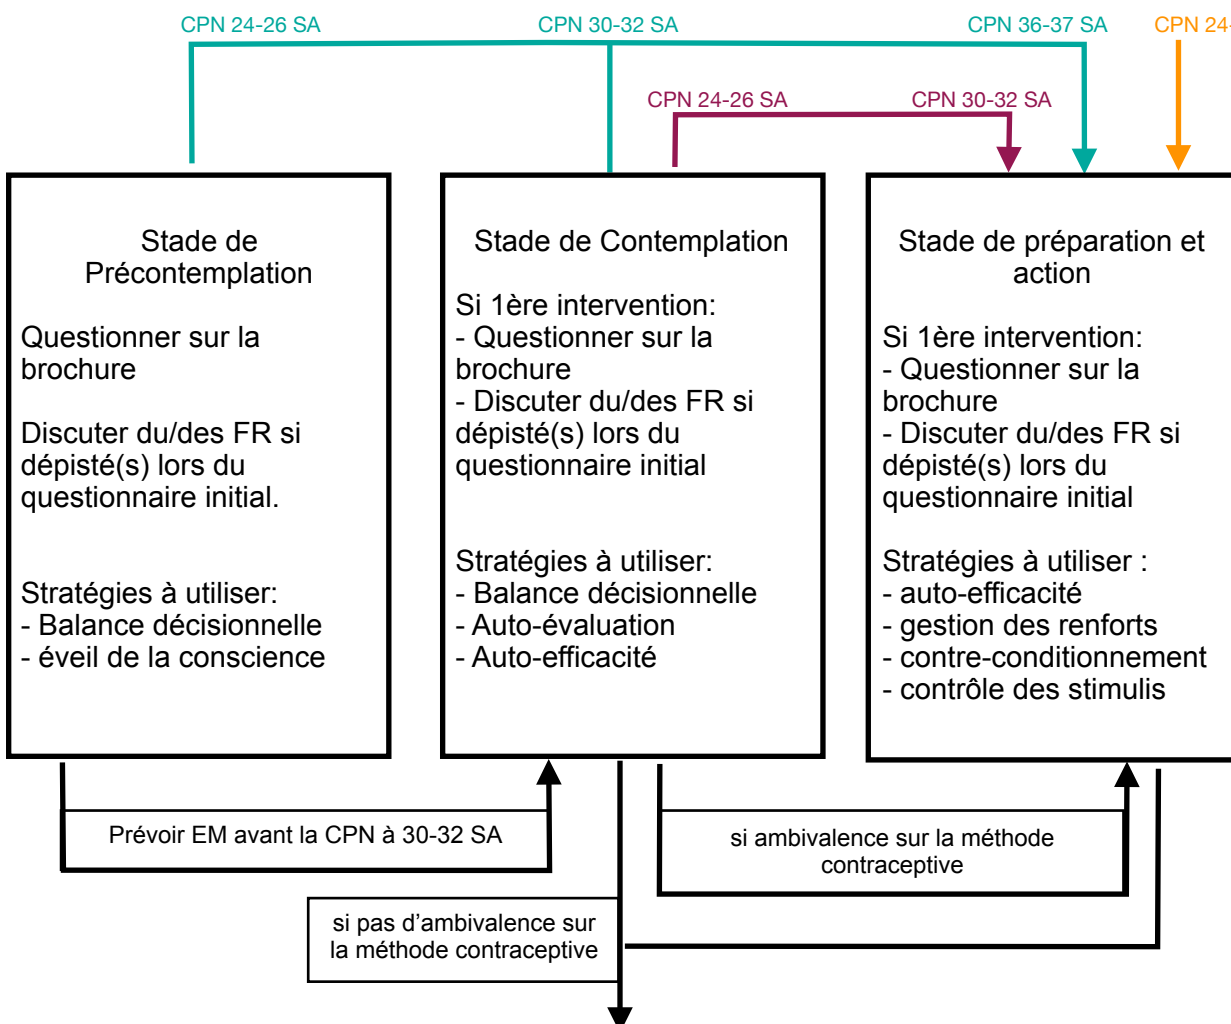 CPN 24-26 SA
CPN 30-32 SA
CPN 36-37 SA
CPN 24-
CPN 24-26 SA
CPN 30-32 SA
Stade de
Précontemplation
Questionner sur la
brochure
Discuter du/des FR si
dépisté(s) lors du
questionnaire initial.
Stratégies à utiliser:
- Balance décisionnelle
- éveil de la conscience
Stade de Contemplation
Si 1ère intervention:
- Questionner sur la
brochure
- Discuter du/des FR si
dépisté(s) lors du
questionnaire initial
Stratégies à utiliser:
- Balance décisionnelle
- Auto-évaluation
- Auto-efficacité
Stade de préparation et
action
Si 1ère intervention:
- Questionner sur la
brochure
- Discuter du/des FR si
dépisté(s) lors du
questionnaire initial
Stratégies à utiliser :
- auto-efficacité
- gestion des renforts
- contre-conditionnement
- contrôle des stimulis
Prévoir EM avant la CPN à 30-32 SA
si ambivalence sur la méthode
contraceptive
si pas d'ambivalence sur
la méthode contraceptive